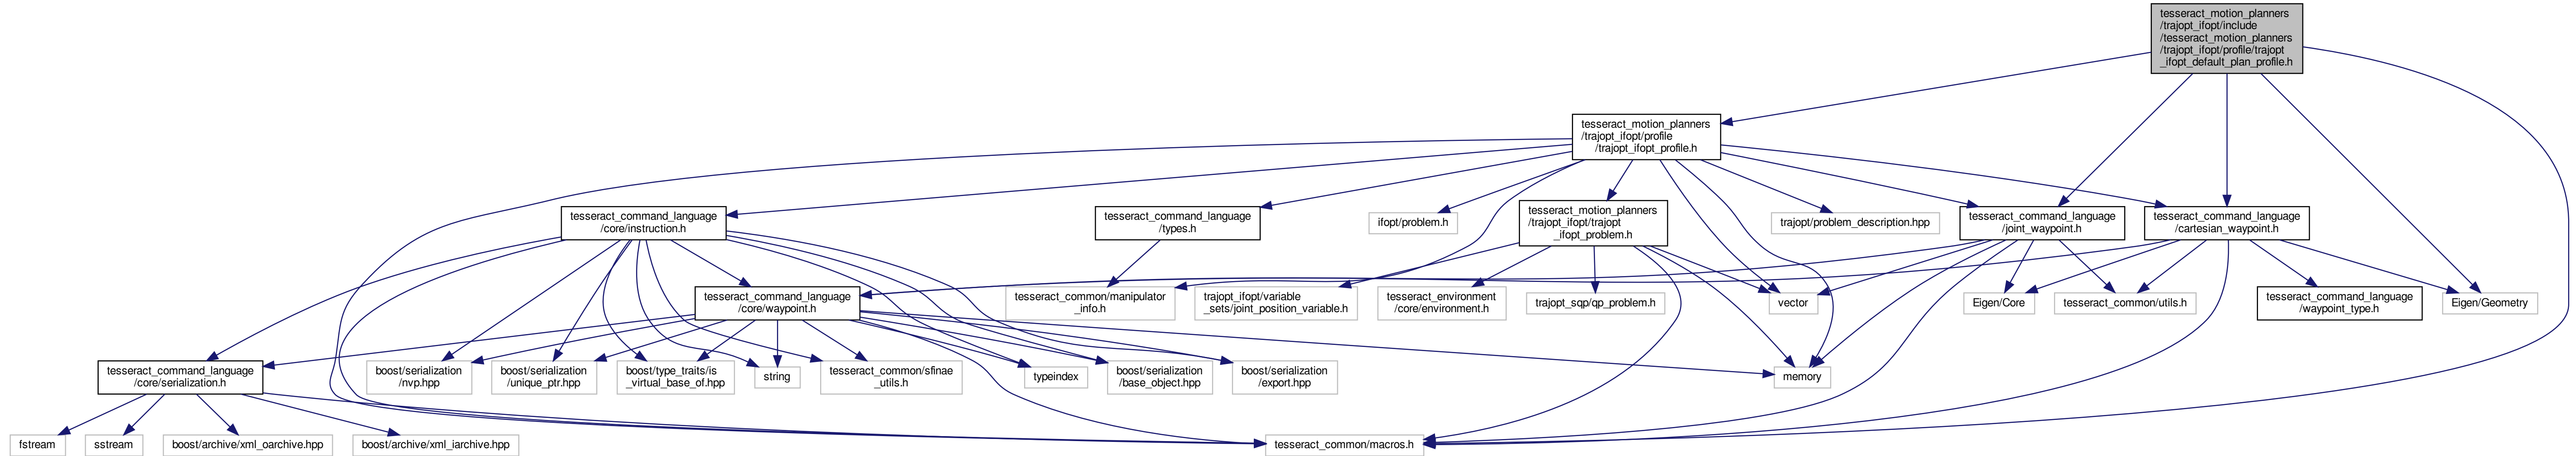 tesseract_motion_planners
/trajopt_ifopt/include
/tesseract_motion_planners
/trajopt_ifopt/profile/trajopt
_ifopt_default_plan_profile.h
tesseract_motion_planners
/trajopt_ifopt/profile
/trajopt_ifopt_profile.h
tesseract_command_language
/core/instruction.h
tesseract_command_language
/types.h
ifopt/problem.h
tesseract_motion_planners
/trajopt_ifopt/trajopt
_ifopt_problem.h
trajopt/problem_description.hpp
tesseract_command_language
/joint_waypoint.h
tesseract_command_language
/cartesian_waypoint.h
tesseract_command_language
/core/waypoint.h
tesseract_common/manipulator
_info.h
trajopt_ifopt/variable
_sets/joint_position_variable.h
tesseract_environment
/core/environment.h
trajopt_sqp/qp_problem.h
vector
Eigen/Core
tesseract_common/utils.h
tesseract_command_language
/waypoint_type.h
Eigen/Geometry
tesseract_command_language
/core/serialization.h
boost/serialization
/nvp.hpp
boost/serialization
/unique_ptr.hpp
boost/type_traits/is
_virtual_base_of.hpp
string
tesseract_common/sfinae
_utils.h
typeindex
boost/serialization
/base_object.hpp
boost/serialization
/export.hpp
memory
fstream
sstream
boost/archive/xml_oarchive.hpp
boost/archive/xml_iarchive.hpp
tesseract_common/macros.h